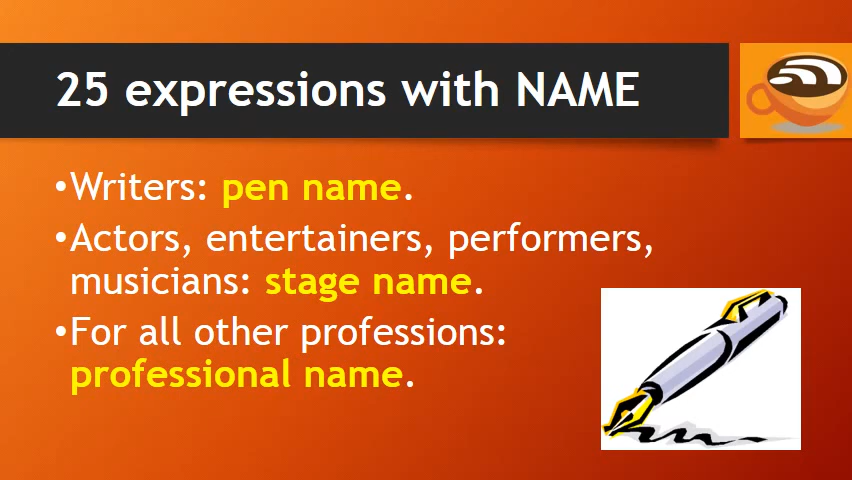 25 expressions with NAME
•Writers: pen name.
•Actors, entertainers, performers,
musicians: stage name.
•For all other professions:
professional name.